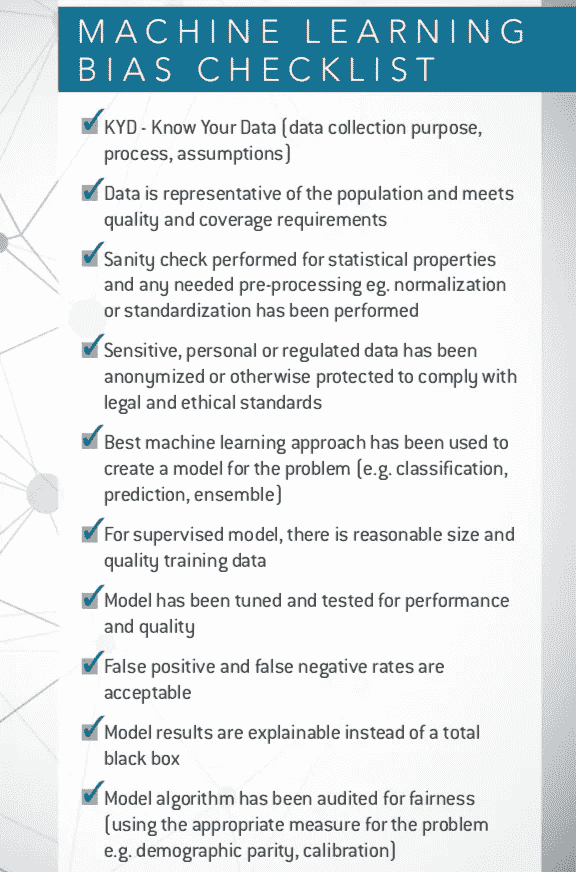 MACHINE LEARNING
BIAS CHECKLIST
KYD - Know Your Data (data collection purpose,
process, assumptions)
Data is representative of the population and meets
quality and coverage requirements
Sanity check performed for statistical properties
and any needed pre-processing eg. normalization
or standardization has been performed
Sensitive, personal or regulated data has been
anonymized or otherwise protected to comply with
legal and ethical standards
Best machine learning approach has been used to
create a model for the problem (e.g. classification,
prediction, ensemble)
For supervised model, there is reasonable size and
quality training data
Model has been tuned and tested for performance
and quality
False positive and false negative rates are
acceptable
Model results are explainable instead of a total
black box
Model algorithm has been audited for fairness
(using the appropriate measure for the problem
e.g. demographic parity, calibration)